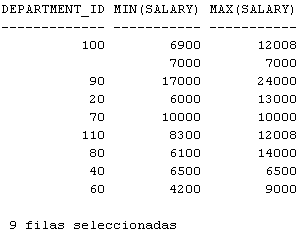 DEPARTMENT_ID MIN(SALARY) MAX(SALARY)
------------- ----------- -----------
100 6900 12008
7000 7000
90 17000 24000
20 6000 13000
70 10000 10000
110 8300 12008
80 6100 14000
40 6500 6500
60 4200 9000
9 filas seleccionadas